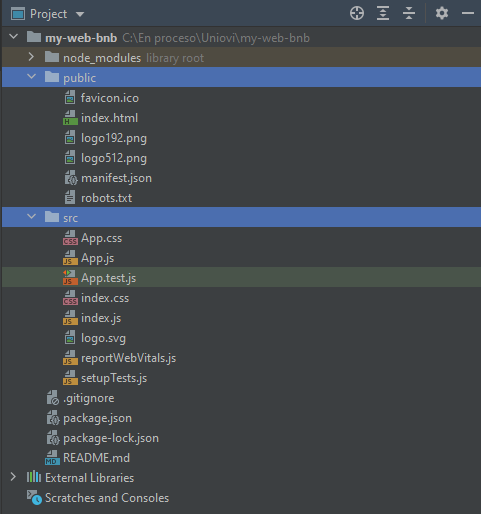 Project
my-web-bnb C:\En proceso\Uniovi\my-web-bnb
node_modules library root
public
favicon.ico
index.html
logo192.png
logo512.png
manifest.json
robots.txt
src
App.css
App.js
App.test.js
index.css
index.js
logo.svg
reportWebVitals.js
setupTests.js
.gitignore
package.json
package-lock.json
README.md
External Libraries
Scratches and Consoles